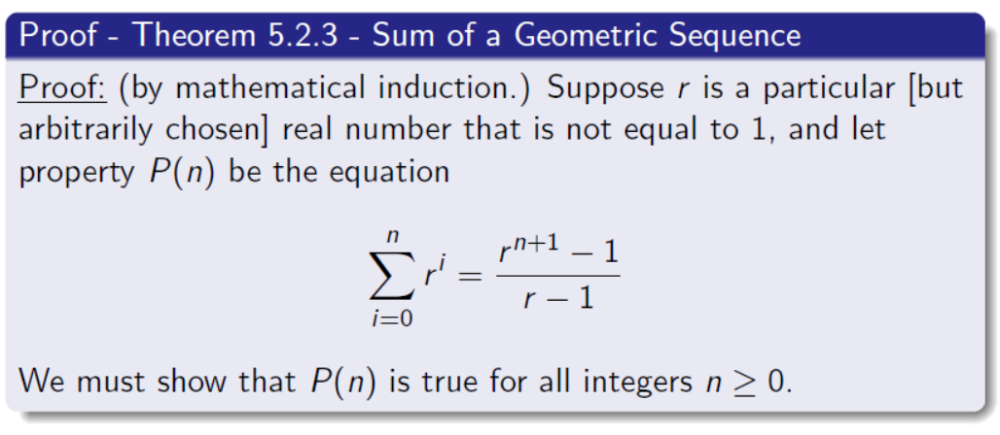 Proof - Theorem 5.2.3 - Sum of a Geometric Sequence
Proof: (by mathematical induction.) Suppose r is a particular [but
arbitrarily chosen] real number that is not equal to 1, and let
property P(n) be the equation
\sum_{i=0}^{n} r^i = \frac{r^{n+1} - 1}{r - 1}
We must show that P(n) is true for all integers n ≥ 0.